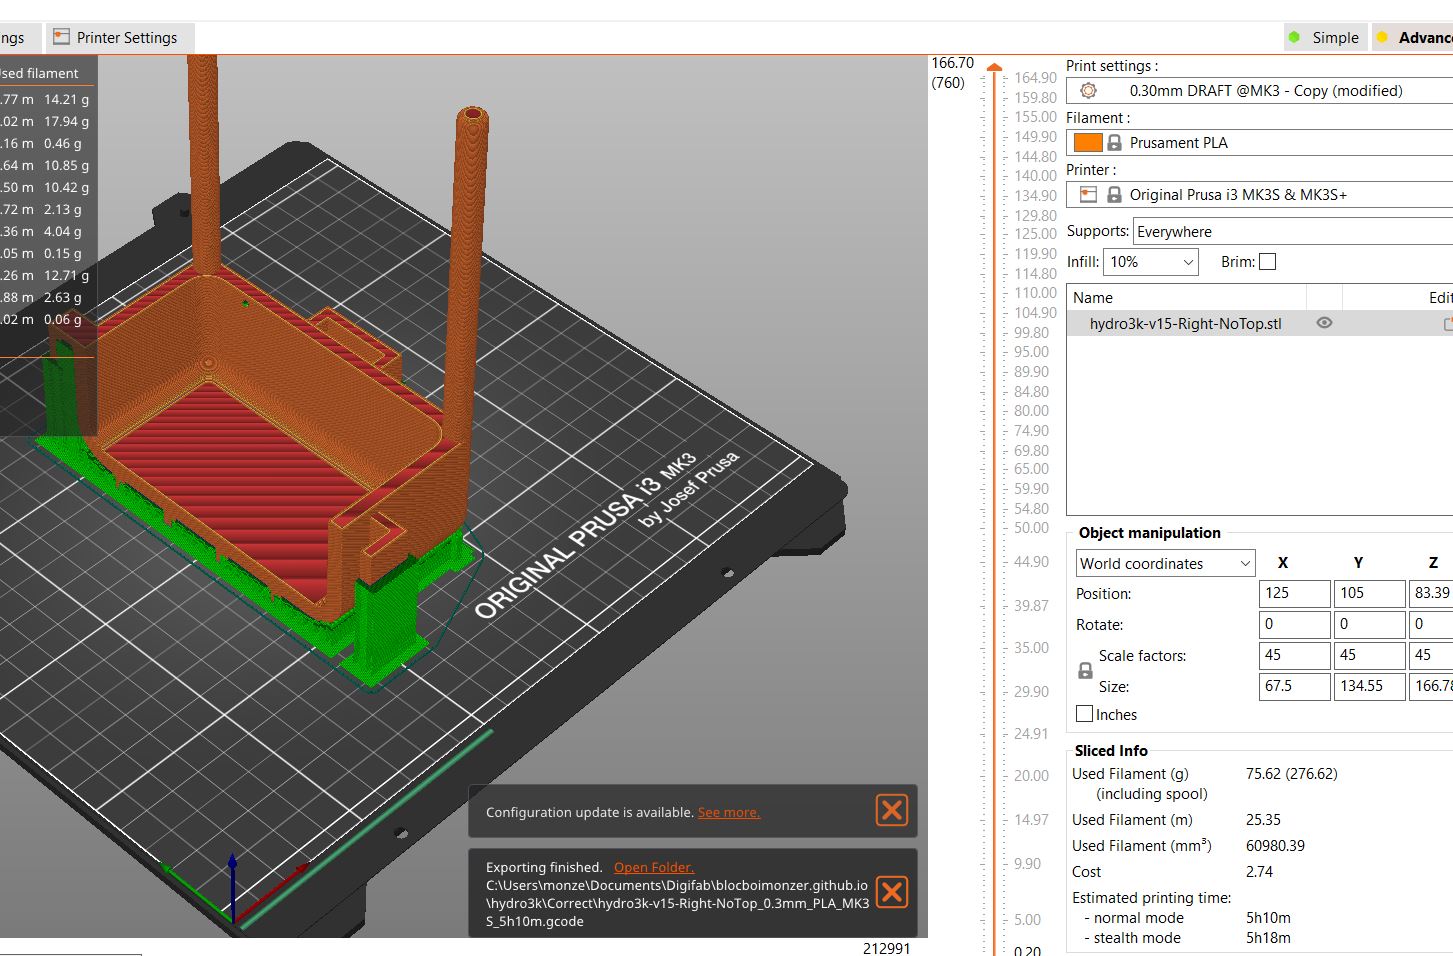 ngs
Printer Settings
Simple
Advanc
Used filament
.77 m 14.21 g
.02 m 17.94 g
.16 m 0.46 g
.64 m 10.85 g
.50 m 10.42 g
.72 m 2.13 g
.36 m 4.04 g
.05 m 0.15 g
.26 m 12.71 g
.88 m 2.63 g
.02 m 0.06 g
ORIGINAL PRUSA i3 MK3
by Josef Prusa
Configuration update is available. See more.
Exporting finished. Open Folder.
C:\Users\monze\Documents\Digifab\blocboimonzer.github.io
\hydro3k\Correct\hydro3k-v15-Right-NoTop_0.3mm_PLA_MK3
S_5h10m.gcode
166.70
(760)
164.90
159.80
155.00
149.90
144.80
140.00
134.90
129.80
125.00
119.90
114.80
110.00
104.90
99.80
95.00
89.90
84.80
80.00
74.90
69.80
65.00
59.90
54.80
50.00
44.90
39.87
35.00
29.90
24.91
20.00
14.97
9.90
5.00
0.20
212991
Print settings :
0.30mm DRAFT @MK3 - Copy (modified)
Filament :
Prusament PLA
Printer :
Original Prusa i3 MK3S & MK3S+
Supports: Everywhere
Infill: 10% Brim:
Name Edit
hydro3k-v15-Right-NoTop.stl
Object manipulation
World coordinates X Y Z
Position: 125 105 83.39
Rotate: 0 0 0
Scale factors: 45 45 45
Size: 67.5 134.55 166.78
Inches
Sliced Info
Used Filament (g) 75.62 (276.62)
(including spool)
Used Filament (m) 25.35
Used Filament (mm³) 60980.39
Cost 2.74
Estimated printing time:
- normal mode 5h10m
- stealth mode 5h18m